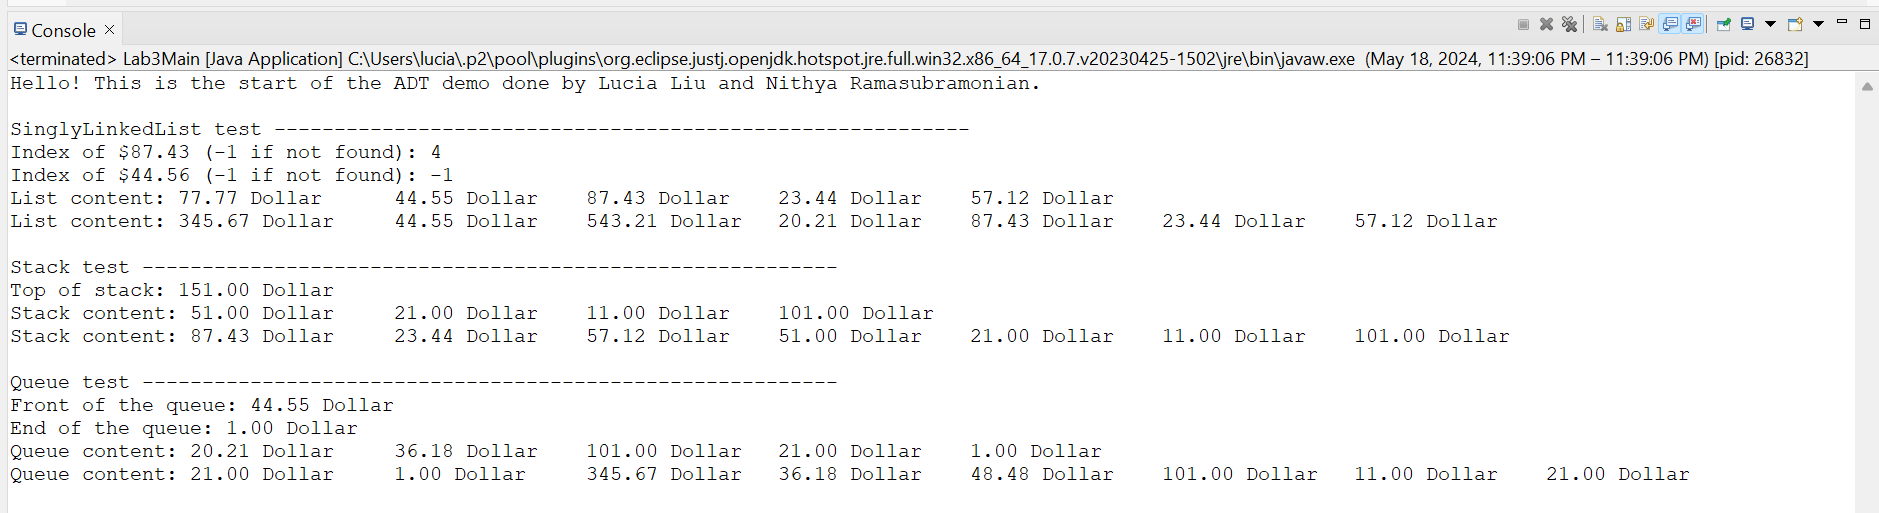 Console
<terminated> Lab3Main [Java Application] C:\Users\lucia\.p2\pool\plugins\org.eclipse.justj.openjdk.hotspot.jre.full.win32.x86_64_17.0.7.v20230425-1502\jre\bin\javaw.exe (May 18, 2024, 11:39:06 PM – 11:39:06 PM) [pid: 26832]
Hello! This is the start of the ADT demo done by Lucia Liu and Nithya Ramasubramonian.
SinglyLinkedList test ----------------------------------------------------------
Index of $87.43 (-1 if not found): 4
Index of $44.56 (-1 if not found): -1
List content: 77.77 Dollar 44.55 Dollar 87.43 Dollar 23.44 Dollar 57.12 Dollar
List content: 345.67 Dollar 44.55 Dollar 543.21 Dollar 20.21 Dollar 87.43 Dollar 23.44 Dollar 57.12 Dollar
Stack test ----------------------------------------------------------
Top of stack: 151.00 Dollar
Stack content: 51.00 Dollar 21.00 Dollar 11.00 Dollar 101.00 Dollar
Stack content: 87.43 Dollar 23.44 Dollar 57.12 Dollar 51.00 Dollar 21.00 Dollar 11.00 Dollar 101.00 Dollar
Queue test ----------------------------------------------------------
Front of the queue: 44.55 Dollar
End of the queue: 1.00 Dollar
Queue content: 20.21 Dollar 36.18 Dollar 101.00 Dollar 21.00 Dollar 1.00 Dollar
Queue content: 21.00 Dollar 1.00 Dollar 345.67 Dollar 36.18 Dollar 48.48 Dollar 101.00 Dollar 11.00 Dollar 21.00 Dollar